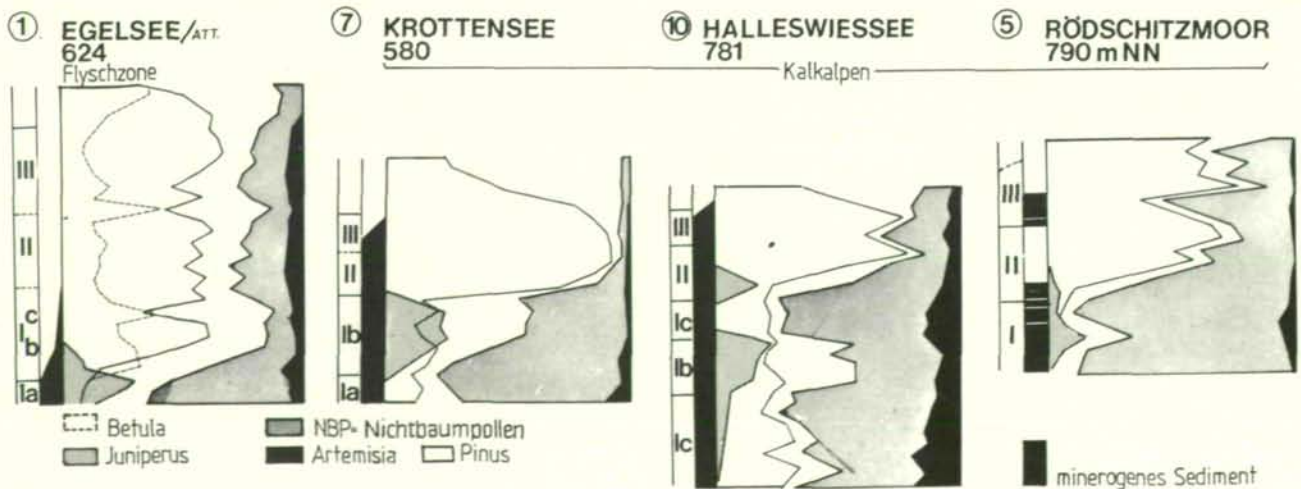 ① EGELSEE/ATT. 624
Flyschzone
⑦ KROTTENSEE 580
⑩ HALLESWIESSEE 781
⑤ RÖDSCHITZMOOR 790 m NN
Kalkalpen
III
II
c
I
b
Ia
III
II
Ib
Ia
III
II
Ic
Ib
Ic
III
II
I
Betula
NBP= Nichtbaumpollen
Juniperus
Artemisia
Pinus
minerogenes Sediment